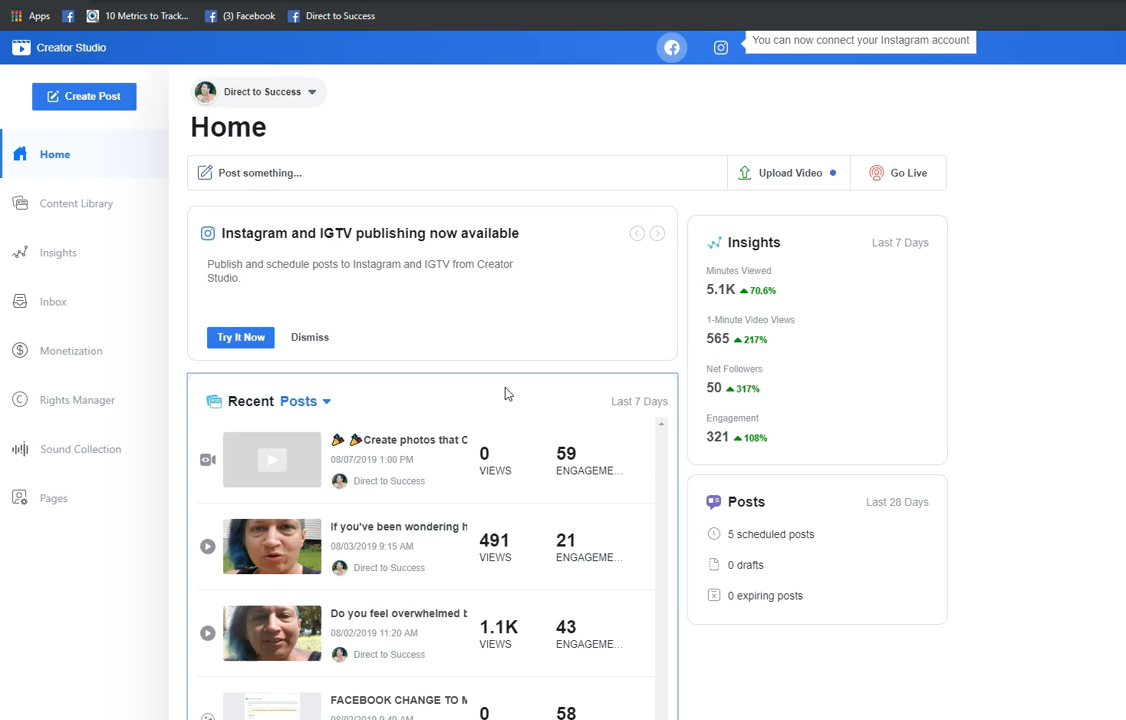 Apps
10 Metrics to Track...
(3) Facebook
Direct to Success
Creator Studio
You can now connect your Instagram account
Create Post
Direct to Success
Home
Home
Post something...
Upload Video
Go Live
Content Library
Insights
Inbox
Monetization
Rights Manager
Sound Collection
Pages
Instagram and IGTV publishing now available
Publish and schedule posts to Instagram and IGTV from Creator
Studio.
Try It Now
Dismiss
Recent Posts
Last 7 Days
Create photos that C
08/07/2019 1:00 PM
Direct to Success
0
VIEWS
59
ENGAGEME...
If you've been wondering h
08/03/2019 9:15 AM
Direct to Success
491
VIEWS
21
ENGAGEME...
Do you feel overwhelmed b
08/02/2019 11:20 AM
Direct to Success
1.1K
VIEWS
43
ENGAGEME...
FACEBOOK CHANGE TO M
08/02/2019 9:49 AM
0
58
Insights
Last 7 Days
Minutes Viewed
5.1K 70.6%
1-Minute Video Views
565 217%
Net Followers
50 317%
Engagement
321 108%
Posts
Last 28 Days
5 scheduled posts
0 drafts
0 expiring posts